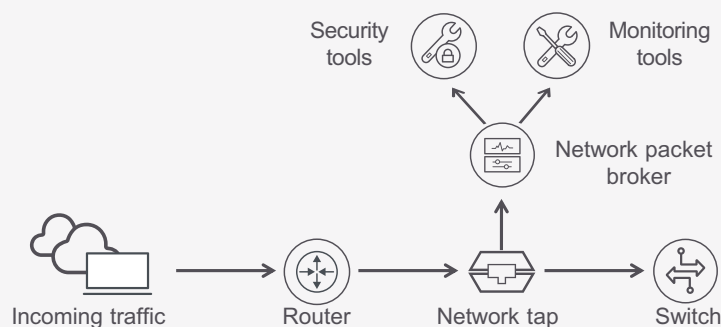 Security
tools
Monitoring
tools
Network packet
broker
Incoming traffic
Router
Network tap
Switch